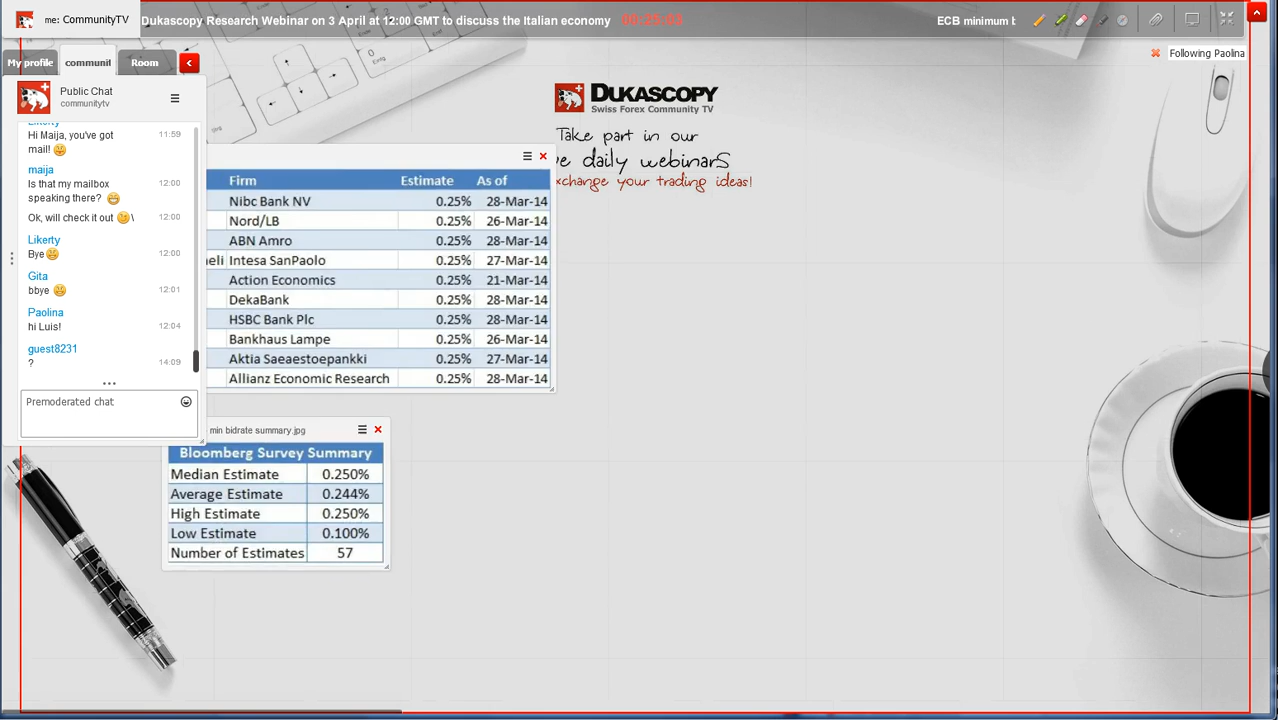 me: CommunityTV
Dukascopy Research Webinar on 3 April at 12:00 GMT to discuss the Italian economy
ECB minimum b
Following Paolina
My profile
communit
Room
Public Chat
communitytv
Hi Maija, you've got
mail!
11:59
maija
Is that my mailbox
speaking there?
12:00
Ok, will check it out \
12:00
Likerty
Bye
12:00
Gita
bbye
12:01
Paolina
hi Luis!
12:04
guest8231
?
14:09
Premoderated chat
DUKASCOPY
Swiss Forex Community TV
Take part in our
daily webinarS
your trading ideas!
Firm Estimate As of
Nibc Bank NV 0.25% 28-Mar-14
Nord/LB 0.25% 26-Mar-14
ABN Amro 0.25% 28-Mar-14
Intesa SanPaolo 0.25% 27-Mar-14
Action Economics 0.25% 21-Mar-14
DekaBank 0.25% 28-Mar-14
HSBC Bank Plc 0.25% 28-Mar-14
Bankhaus Lampe 0.25% 26-Mar-14
Aktia Saeaestoepankki 0.25% 27-Mar-14
Allianz Economic Research 0.25% 28-Mar-14
min bidrate summary.jpg
Bloomberg Survey Summary
Median Estimate 0.250%
Average Estimate 0.244%
High Estimate 0.250%
Low Estimate 0.100%
Number of Estimates 57